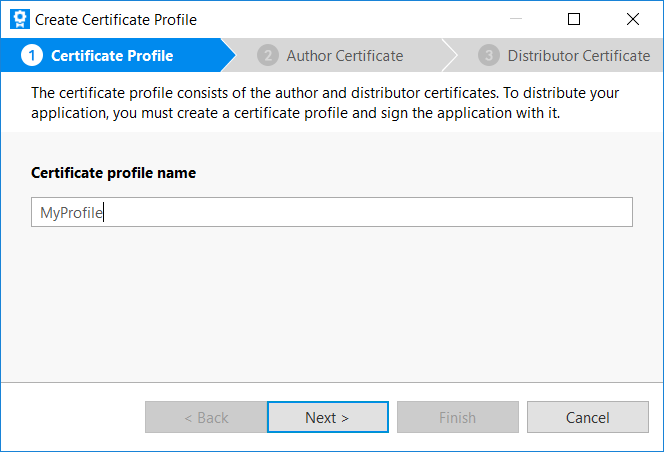 Create Certificate Profile
1 Certificate Profile
2 Author Certificate
3 Distributor Certificate
The certificate profile consists of the author and distributor certificates. To distribute your
application, you must create a certificate profile and sign the application with it.
Certificate profile name
MyProfile
< Back
Next >
Finish
Cancel